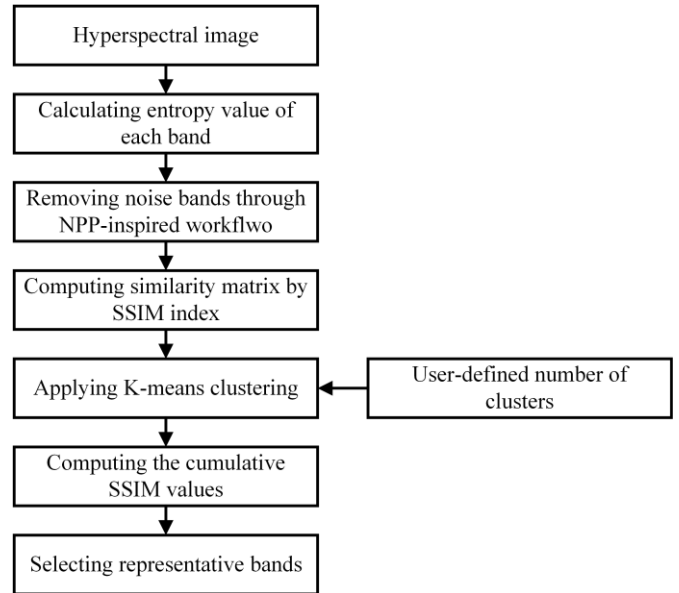 Hyperspectral image
Calculating entropy value of
each band
Removing noise bands through
NPP-inspired workflwo
Computing similarity matrix by
SSIM index
Applying K-means clustering
User-defined number of
clusters
Computing the cumulative
SSIM values
Selecting representative bands